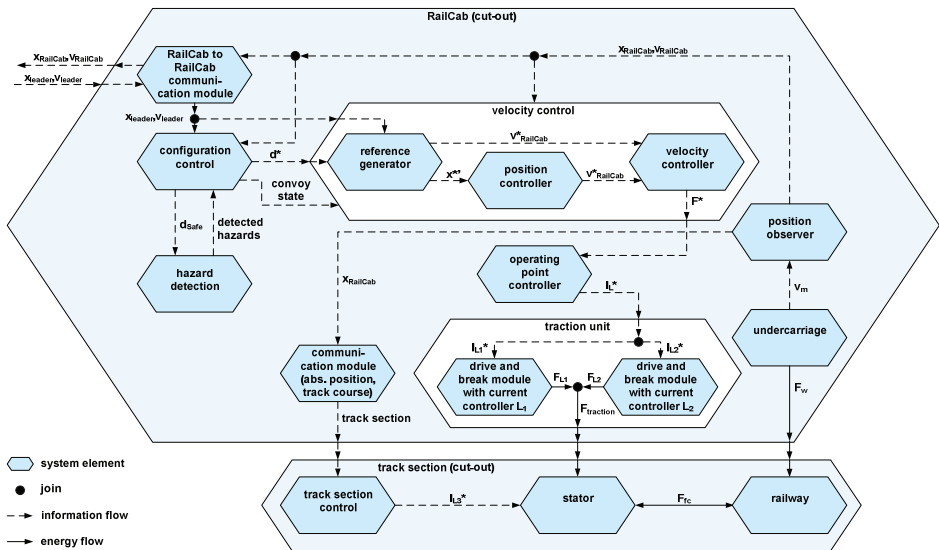 RailCab (cut-out)
xRailCab,vRailCab
xleader,vleader
RailCab to
RailCab
communi-
cation module
xRailCab,vRailCab
xleader,vleader
velocity control
configuration
control
d*
convoy
state
reference
generator
v*RailCab
x*'
position
controller
v*RailCab
velocity
controller
F*
dSafe
detected
hazards
hazard
detection
position
observer
operating
point
controller
xRailCab
IL*
vm
undercarriage
traction unit
IL1*
IL2*
communi-
cation module
(abs. position,
track course)
drive and
break module
with current
controller L1
FL1
FL2
drive and
break module
with current
controller L2
Fw
Ftraction
track section
track section (cut-out)
track section
control
IL3*
stator
Ffc
railway
system element
join
information flow
energy flow